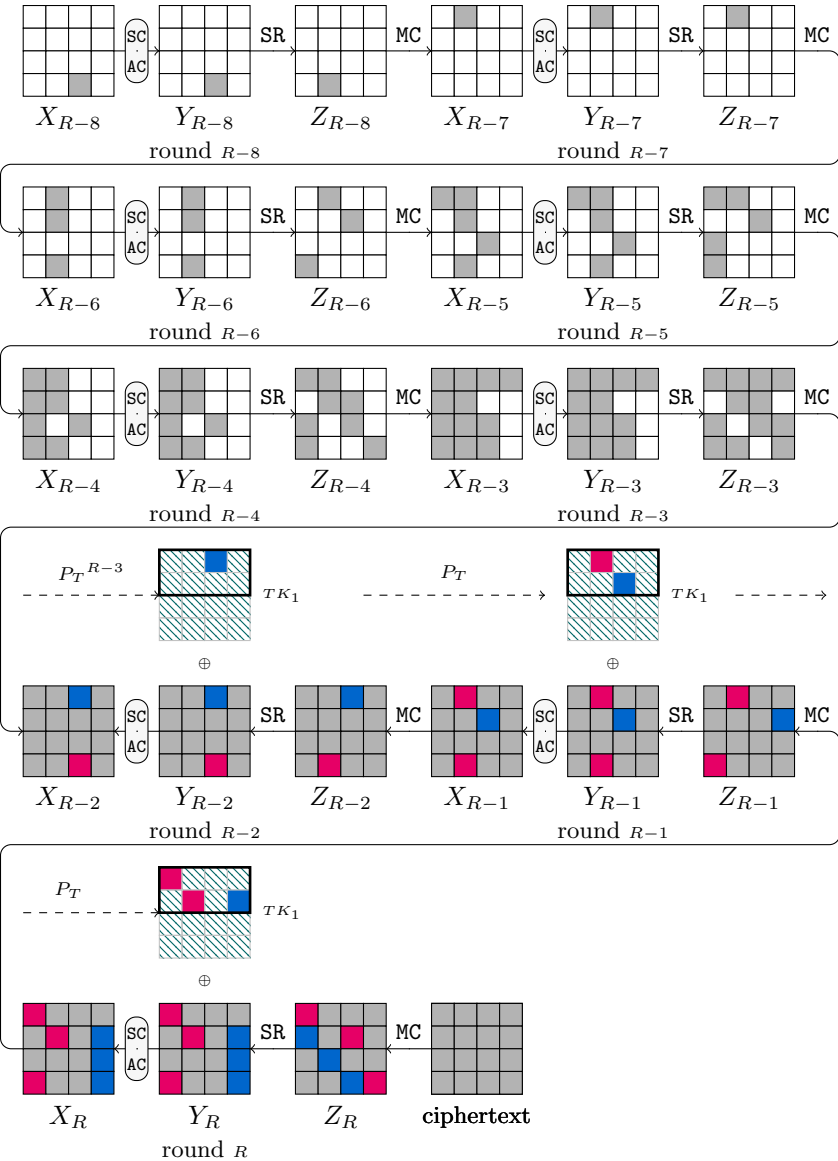 SC AC SR MC SC AC SR MC
X_{R-8} Y_{R-8} Z_{R-8} X_{R-7} Y_{R-7} Z_{R-7}
round R-8 round R-7
SC AC SR MC SC AC SR MC
X_{R-6} Y_{R-6} Z_{R-6} X_{R-5} Y_{R-5} Z_{R-5}
round R-6 round R-5
SC AC SR MC SC AC SR MC
X_{R-4} Y_{R-4} Z_{R-4} X_{R-3} Y_{R-3} Z_{R-3}
round R-4 round R-3
P_T^{R-3} TK_1 P_T TK_1
⊕ ⊕
SC AC SR MC SC AC SR MC
X_{R-2} Y_{R-2} Z_{R-2} X_{R-1} Y_{R-1} Z_{R-1}
round R-2 round R-1
P_T TK_1
⊕
SC AC SR MC
X_R Y_R Z_R ciphertext
round R